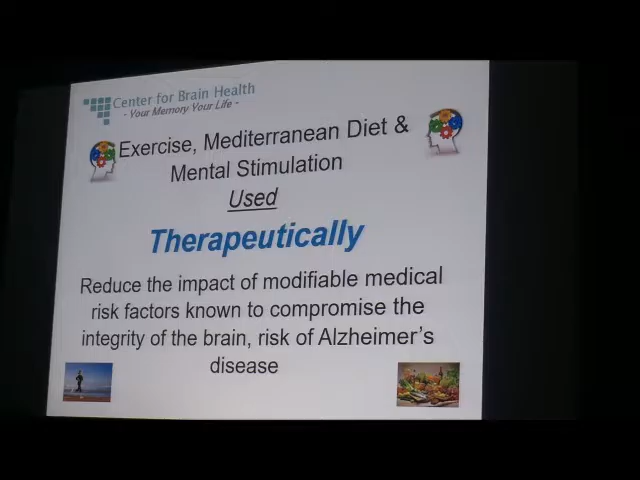 Center for Brain Health
- Your Memory Your Life -
Exercise, Mediterranean Diet &
Mental Stimulation
Used
Therapeutically
Reduce the impact of modifiable medical
risk factors known to compromise the
integrity of the brain, risk of Alzheimer's
disease